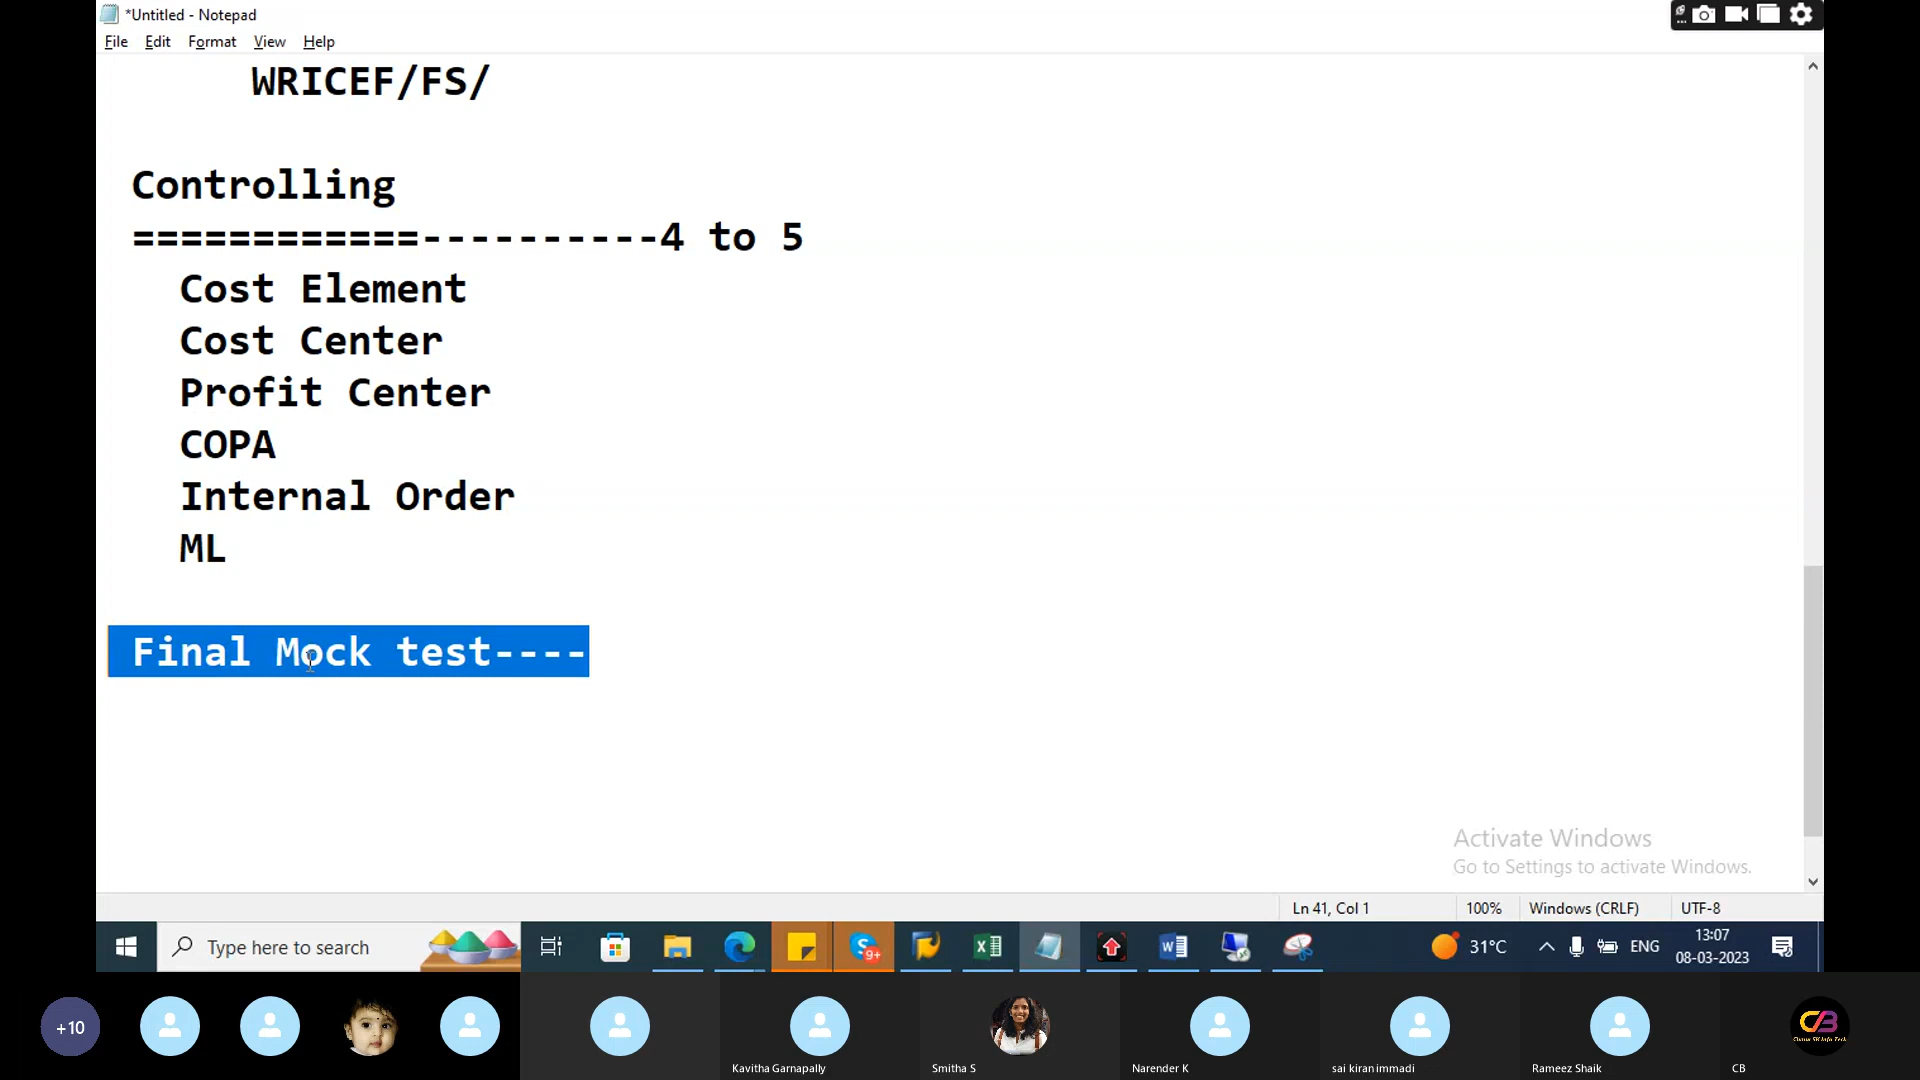 *Untitled - Notepad
File Edit Format View Help
WRICEF/FS/
Controlling
============----------4 to 5
Cost Element
Cost Center
Profit Center
COPA
Internal Order
ML
Final Mock test----
Activate Windows
Go to Settings to activate Windows.
Ln 41, Col 1 100% Windows (CRLF) UTF-8
Type here to search
9+
31°C ENG
13:07
08-03-2023
+10
Kavitha Garnapally Smitha S Narender K sai kiran immadi Rameez Shaik CB